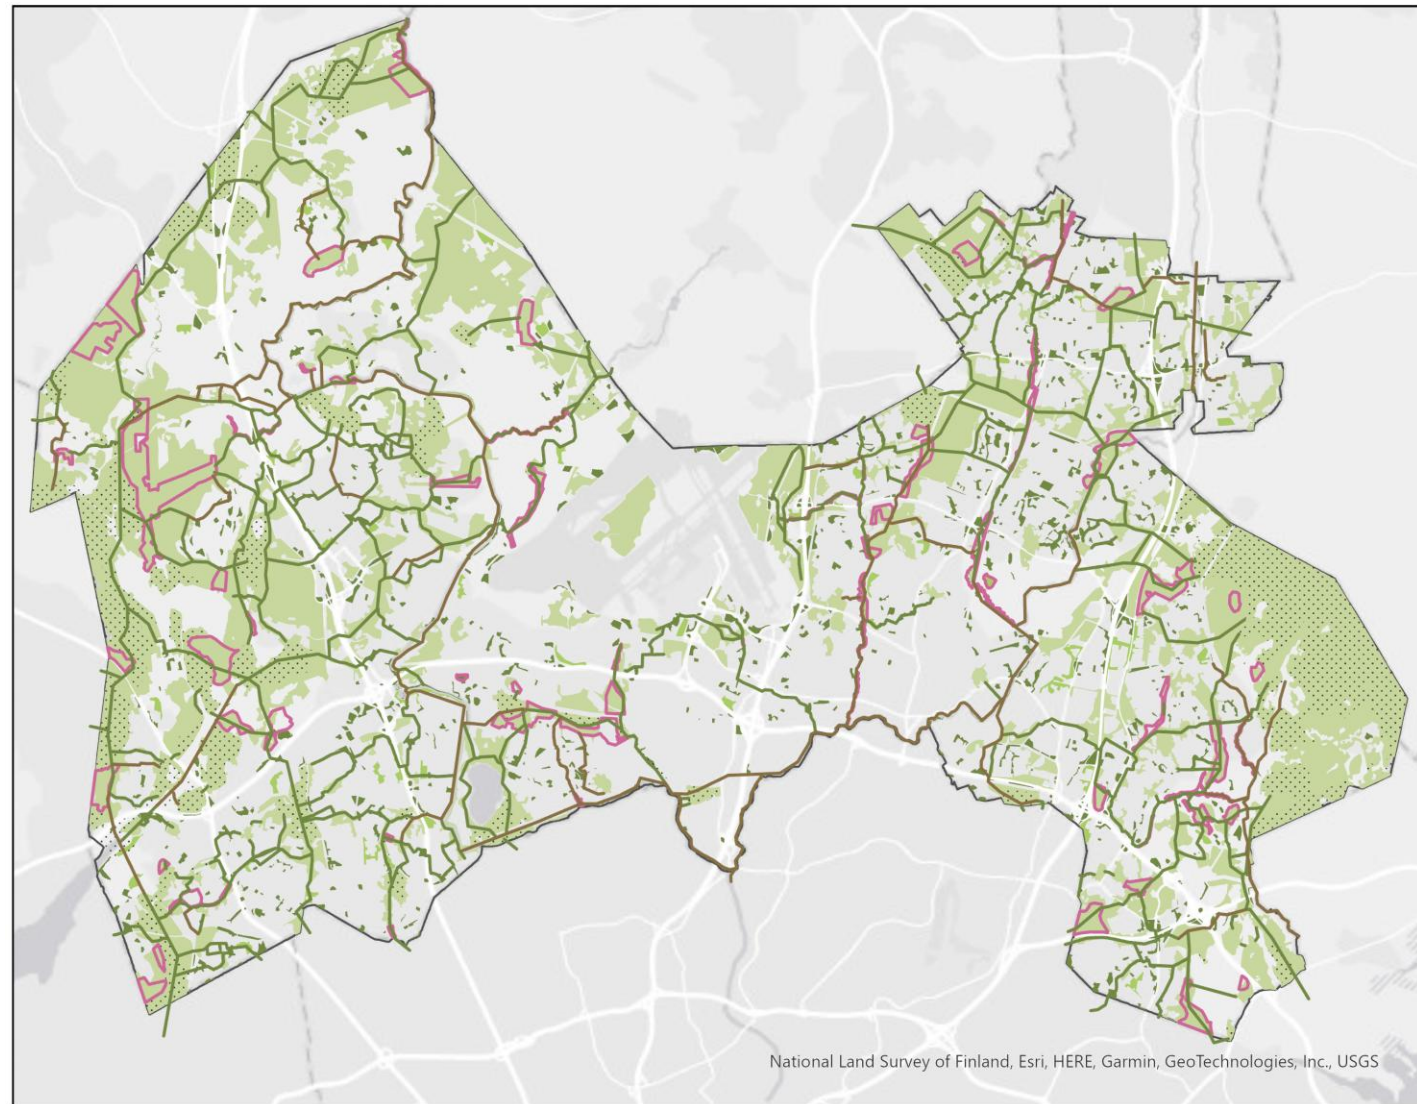 National Land Survey of Finland, Esri, HERE, Garmin, GeoTechnologies, Inc., USGS